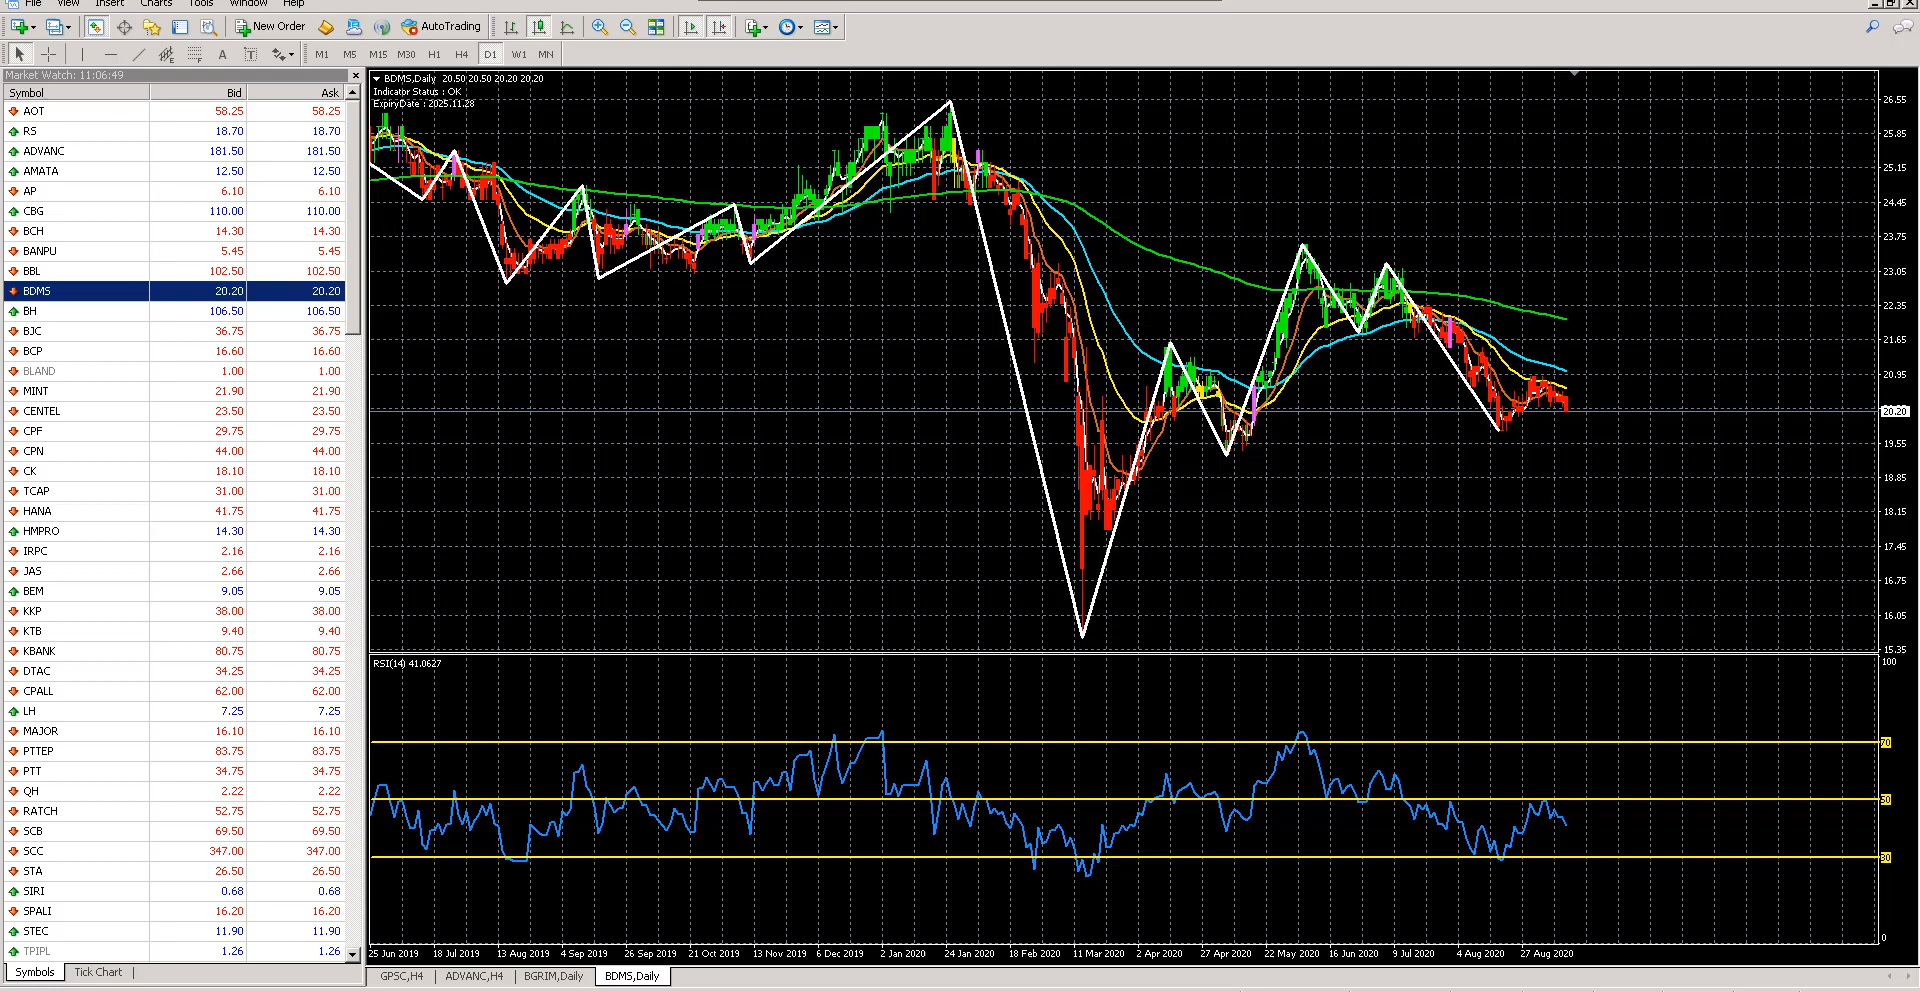 File View Insert Charts Tools Window Help
New Order AutoTrading
A T M1 M5 M15 M30 H1 H4 D1 W1 MN
Market Watch: 11:06:49
Symbol Bid Ask
AOT 58.25 58.25
RS 18.70 18.70
ADVANC 181.50 181.50
AMATA 12.50 12.50
AP 6.10 6.10
CBG 110.00 110.00
BCH 14.30 14.30
BANPU 5.45 5.45
BBL 102.50 102.50
BDMS 20.20 20.20
BH 106.50 106.50
BJC 36.75 36.75
BCP 16.60 16.60
BLAND 1.00 1.00
MINT 21.90 21.90
CENTEL 23.50 23.50
CPF 29.75 29.75
CPN 44.00 44.00
CK 18.10 18.10
TCAP 31.00 31.00
HANA 41.75 41.75
HMPRO 14.30 14.30
IRPC 2.16 2.16
JAS 2.66 2.66
BEM 9.05 9.05
KKP 38.00 38.00
KTB 9.40 9.40
KBANK 80.75 80.75
DTAC 34.25 34.25
CPALL 62.00 62.00
LH 7.25 7.25
MAJOR 16.10 16.10
PTTEP 83.75 83.75
PTT 34.75 34.75
QH 2.22 2.22
RATCH 52.75 52.75
SCB 69.50 69.50
SCC 347.00 347.00
STA 26.50 26.50
SIRI 0.68 0.68
SPALI 16.20 16.20
STEC 11.90 11.90
TPIPL 1.26 1.26
Symbols Tick Chart
BDMS,Daily 20.50 20.50 20.20 20.20
Indicator Status : OK
ExpiryDate : 2025.11.28
26.55
25.85
25.15
24.45
23.75
23.05
22.35
21.65
20.95
20.20
19.55
18.85
18.15
17.45
16.75
16.05
15.35
RSI(14) 41.0627
100
70
50
30
0
25 Jun 2019 18 Jul 2019 13 Aug 2019 4 Sep 2019 26 Sep 2019 21 Oct 2019 13 Nov 2019 6 Dec 2019 2 Jan 2020 24 Jan 2020 18 Feb 2020 11 Mar 2020 2 Apr 2020 27 Apr 2020 22 May 2020 16 Jun 2020 9 Jul 2020 4 Aug 2020 27 Aug 2020
GPSC,H4 ADVANC,H4 BGRIM,Daily BDMS,Daily